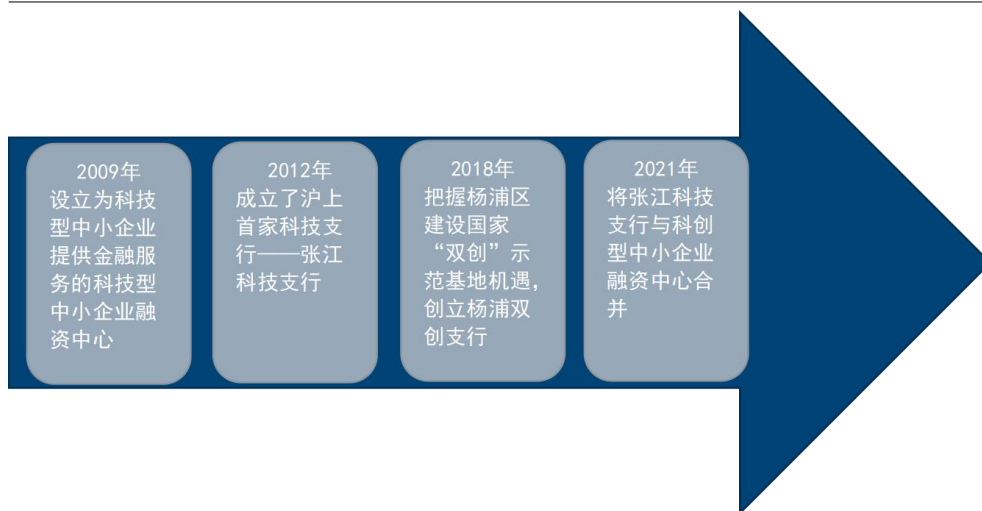 2009年
设立为科技
型中小企业
提供金融服
务的科技型
中小企业融
资中心
2012年
成立了沪上
首家科技支
行——张江
科技支行
2018年
把握杨浦区
建设国家
“双创”示
范基地机遇，
创立杨浦双
创支行
2021年
将张江科技
支行与科创
型中小企业
融资中心合
并